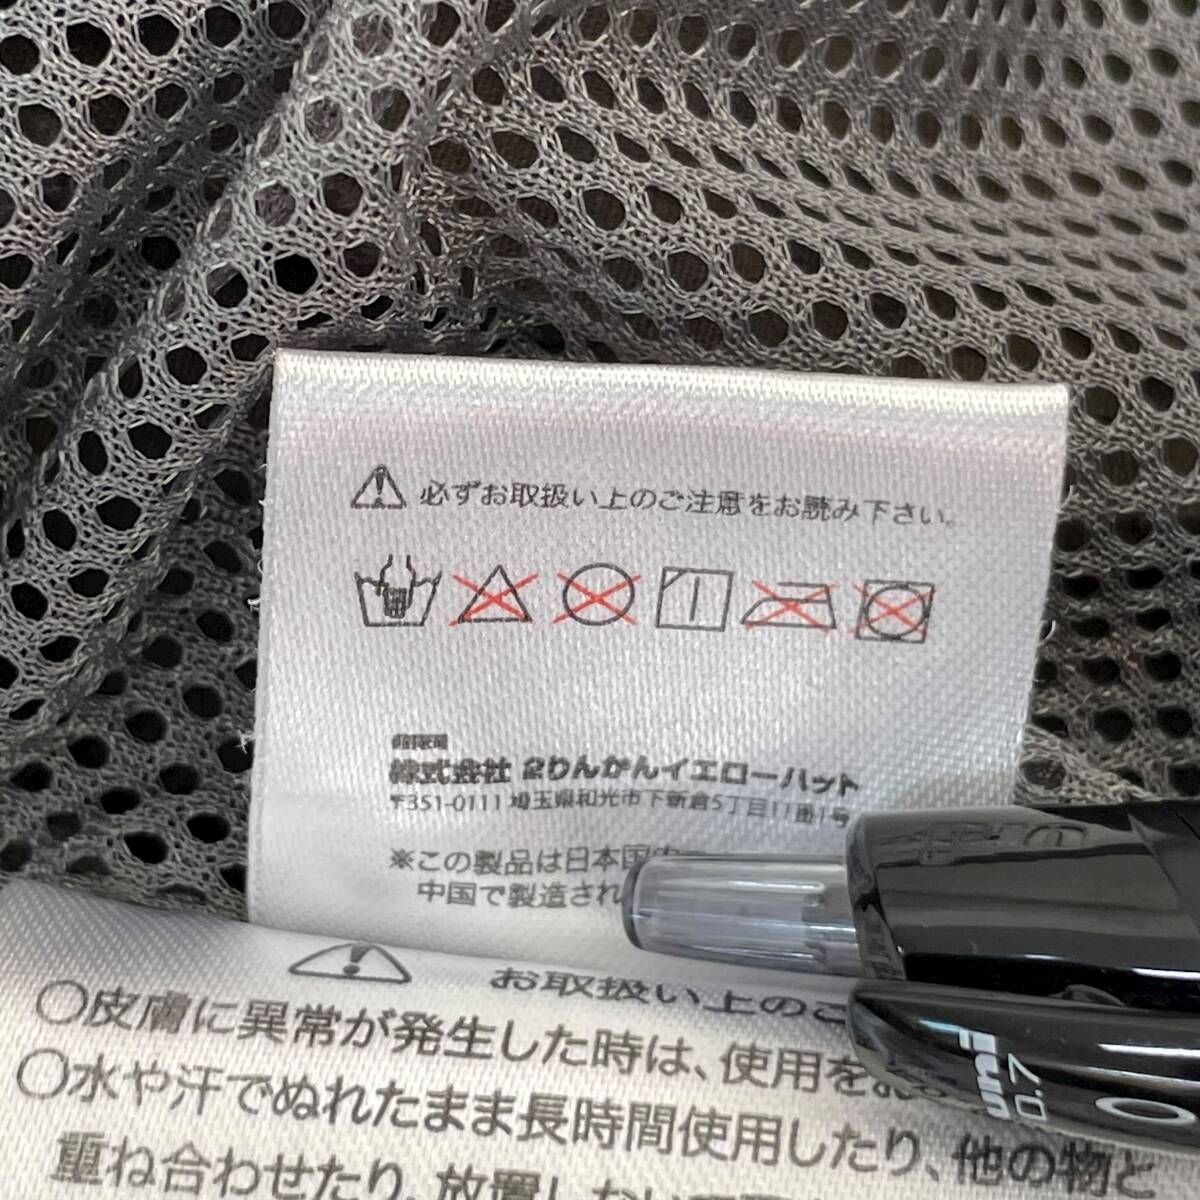 必ずお取扱い上のご注意をお読み下さい。
株式会社 2りんかんイエローハット
〒351-0111 埼玉県和光市下新倉5丁目11番1号
※この製品は日本国内
中国で製造され
お取扱い上のご
○皮膚に異常が発生した時は、使用を
○水や汗でぬれたまま長時間使用したり、他の物と
重ね合わせたり、放置しないで
uni
0.7